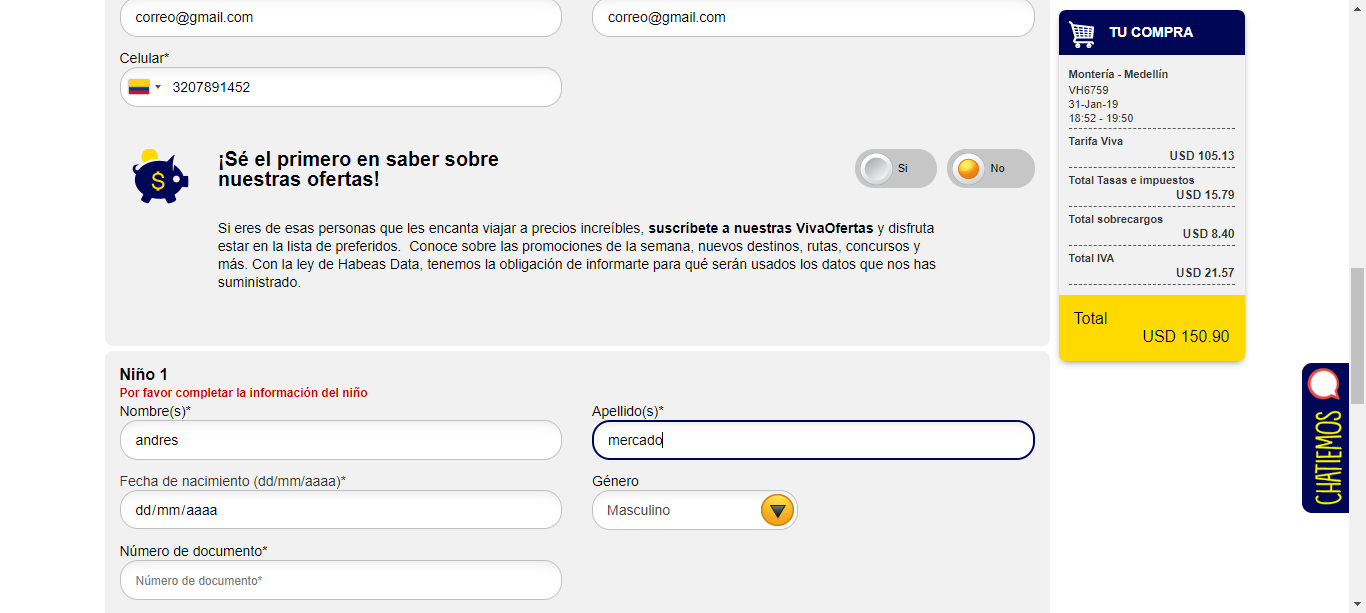 correo@gmail.com
correo@gmail.com
Celular*
3207891452
$
¡Sé el primero en saber sobre
nuestras ofertas!
Si
No
Si eres de esas personas que les encanta viajar a precios increíbles, suscríbete a nuestras VivaOfertas y disfruta
estar en la lista de preferidos. Conoce sobre las promociones de la semana, nuevos destinos, rutas, concursos y
más. Con la ley de Habeas Data, tenemos la obligación de informarte para qué serán usados los datos que nos has
suministrado.
Niño 1
Por favor completar la información del niño
Nombre(s)*
Apellido(s)*
andres
mercado
Fecha de nacimiento (dd/mm/aaaa)*
Género
dd/mm/aaaa
Masculino
Número de documento*
Número de documento*
TU COMPRA
Montería - Medellín
VH6759
31-Jan-19
18:52 - 19:50
Tarifa Viva
USD 105.13
Total Tasas e impuestos
USD 15.79
Total sobrecargos
USD 8.40
Total IVA
USD 21.57
Total
USD 150.90
CHATIEMOS